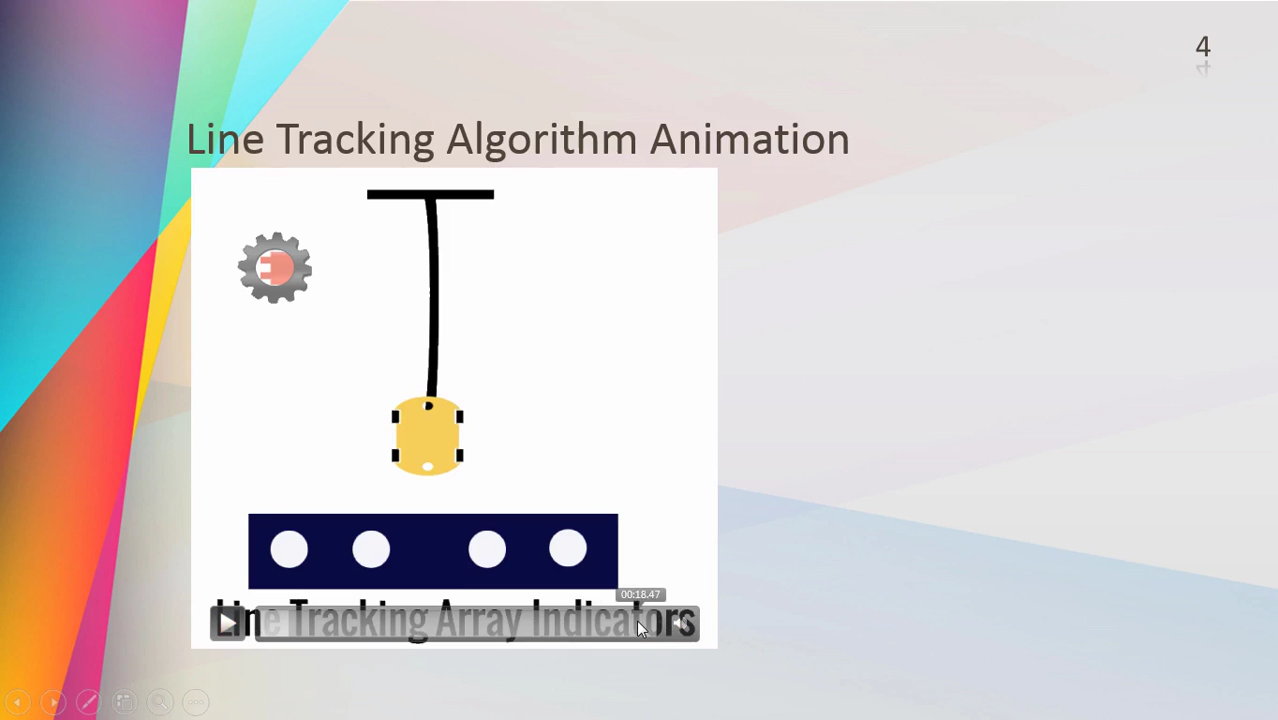 4
Line Tracking Algorithm Animation
00:18.47
Line Tracking Array Indicators